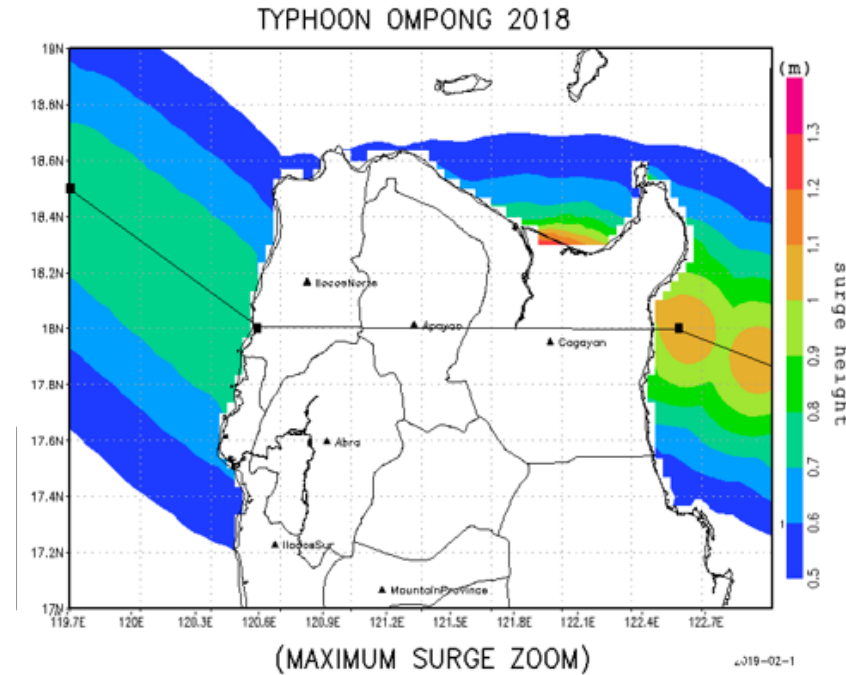 TYPHOON OMPONG 2018
19N
18.8N
18.6N
18.4N
18.2N
18N
17.8N
17.6N
17.4N
17.2N
17N
119.7E 120E 120.3E 120.6E 120.9E 121.2E 121.5E 121.8E 122.1E 122.4E 122.7E
IlocosNorte
Apayao
Cagayan
Abra
IlocosSur
MountainProvince
(m)
1.3
1.2
1.1
1
0.9
0.8
0.7
0.6
0.5
surge height
(MAXIMUM SURGE ZOOM)
2019-02-1